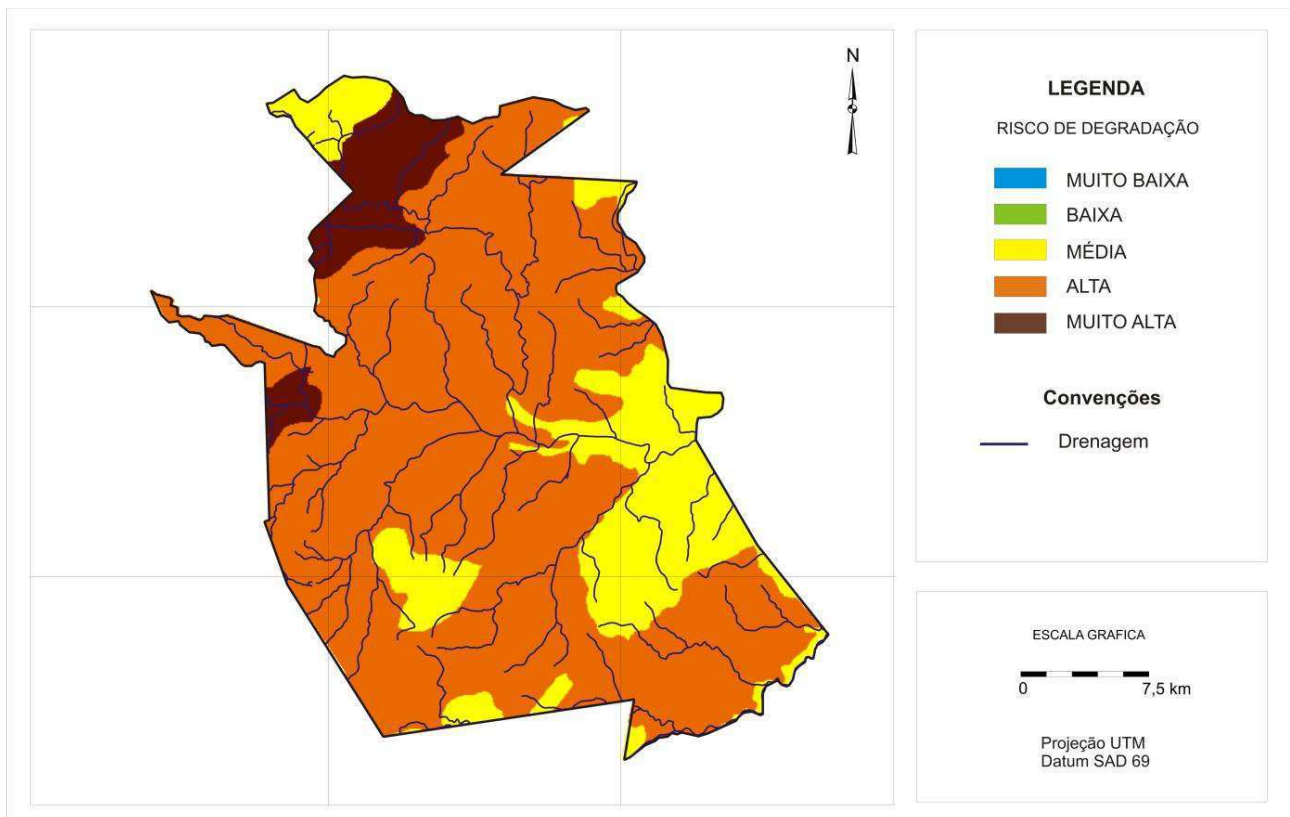 N
LEGENDA
RISCO DE DEGRADAÇÃO
MUITO BAIXA
BAIXA
MÉDIA
ALTA
MUITO ALTA
Convenções
Drenagem
ESCALA GRAFICA
0 7,5 km
Projeção UTM
Datum SAD 69